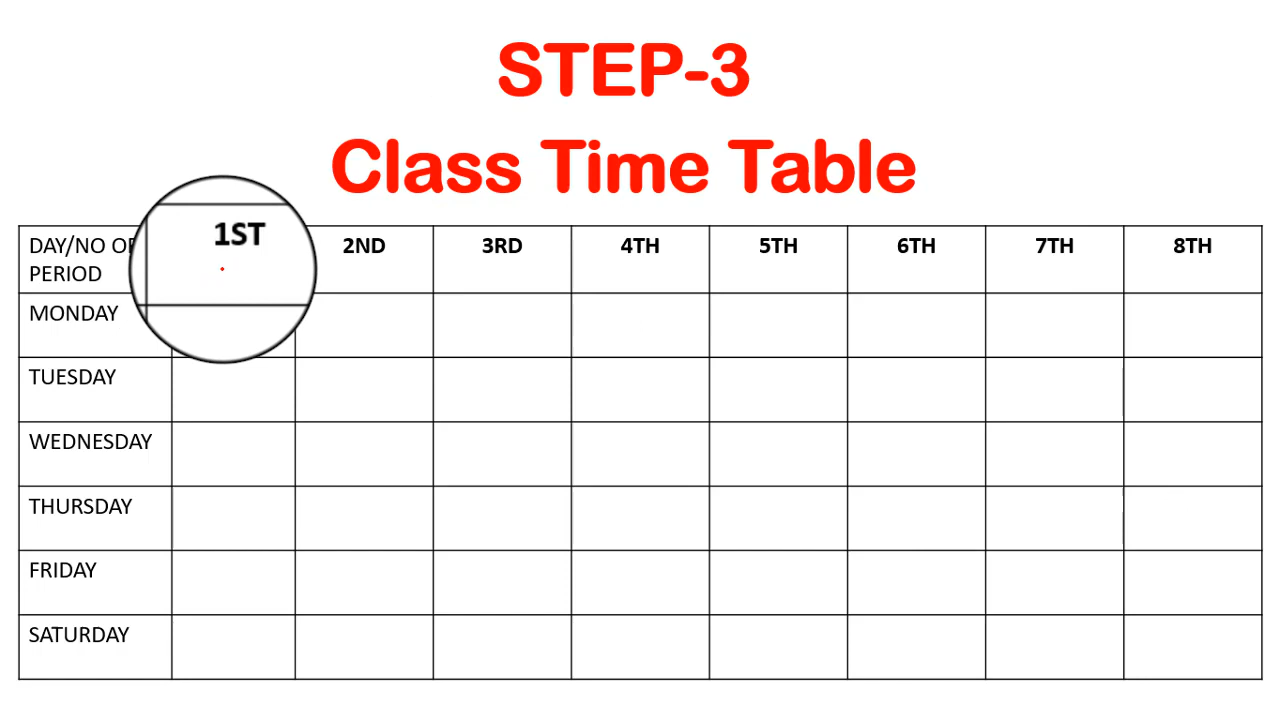 STEP-3
Class Time Table
DAY/NO OF
PERIOD
1ST
2ND
3RD
4TH
5TH
6TH
7TH
8TH
MONDAY
TUESDAY
WEDNESDAY
THURSDAY
FRIDAY
SATURDAY